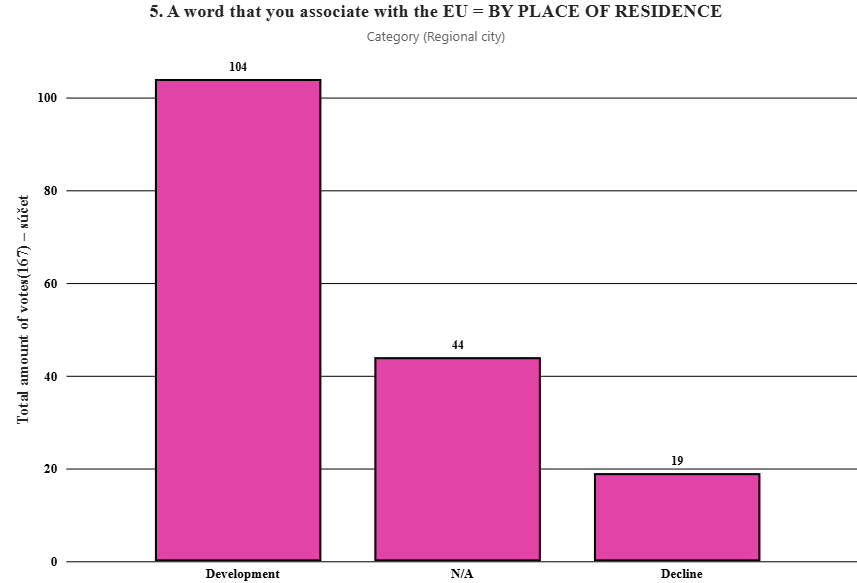 5. A word that you associate with the EU = BY PLACE OF RESIDENCE
Category (Regional city)
Total amount of votes(167) – súčet
100
80
60
40
20
0
104
44
19
Development
N/A
Decline